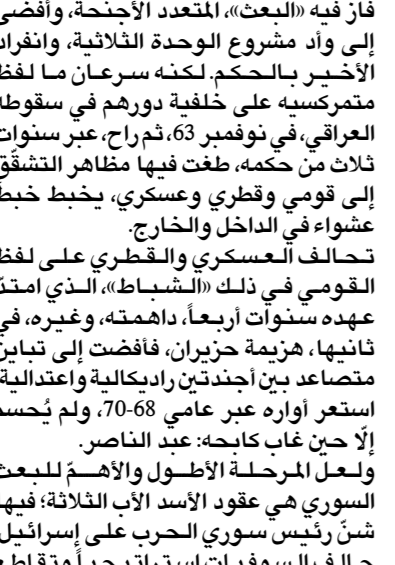 فاز فيه «البعث»، المتعدد الأجنحة، وأفضى
إلى وأد مشروع الوحدة الثلاثية، وانفراد
الأخير بالحكم. لكنه سرعان ما لفظ
متمركسيه على خلفية دورهم في سقوطه
العراقي، في نوفمبر 63، ثم راح، عبر سنوات
ثلاث من حكمه، طغت فيها مظاهر التشقّق
إلى قومي وقطري وعسكري، يخبط خبط
عشواء في الداخل والخارج.
تحالف العسكري والقطري على لفظ
القومي في ذلك «الشباط»، الذي امتدّ
عهده سنوات أربعاً، داهمته، وغيره، في
ثانيها، هزيمة حزيران، فأفضت إلى تباين
متصاعد بين أجندتين راديكالية واعتدالية
استعر أواره عبر عامي 68-70، ولم يُحسم
إلّا حين غاب كابحه: عبد الناصر.
ولعل المرحلة الأطول والأهمّ للبعث
السوري هي عقود الأسد الأب الثلاثة؛ فيها
شنّ رئيس سوري الحرب على إسرائيل